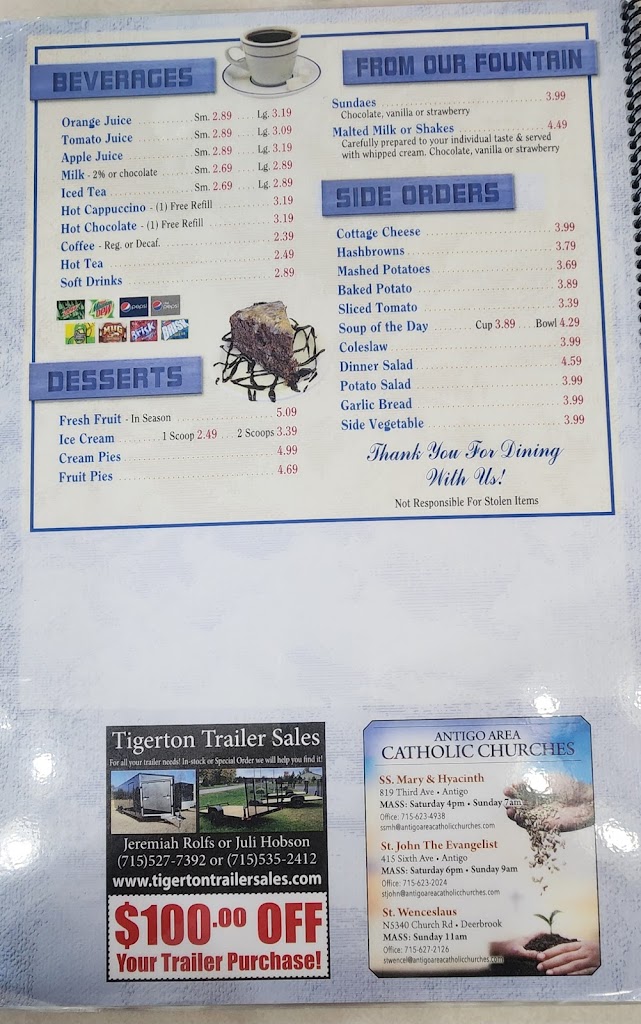 BEVERAGES
Orange Juice Sm. 2.89 Lg. 3.19
Tomato Juice Sm. 2.89 Lg. 3.09
Apple Juice Sm. 2.89 Lg. 3.19
Milk - 2% or chocolate Sm. 2.69 Lg. 2.89
Iced Tea Sm. 2.69 Lg. 2.89
Hot Cappuccino - (1) Free Refill 3.19
Hot Chocolate - (1) Free Refill 3.19
Coffee - Reg. or Decaf. 2.39
Hot Tea 2.49
Soft Drinks 2.89
pepsi pepsi
MUG Brisk BRISK
DESSERTS
Fresh Fruit - In Season 5.09
Ice Cream 1 Scoop 2.49 2 Scoops 3.39
Cream Pies 4.99
Fruit Pies 4.69
FROM OUR FOUNTAIN
Sundaes 3.99
Chocolate, vanilla or strawberry
Malted Milk or Shakes 4.49
Carefully prepared to your individual taste & served
with whipped cream. Chocolate, vanilla or strawberry
SIDE ORDERS
Cottage Cheese 3.99
Hashbrowns 3.79
Mashed Potatoes 3.69
Baked Potato 3.89
Sliced Tomato 3.39
Soup of the Day Cup 3.89 Bowl 4.29
Coleslaw 3.99
Dinner Salad 4.59
Potato Salad 3.99
Garlic Bread 3.99
Side Vegetable 3.99
Thank You For Dining
With Us!
Not Responsible For Stolen Items
Tigerton Trailer Sales
For all your trailer needs! In-stock or Special Order we will help you find it!
Jeremiah Rolfs or Juli Hobson
(715)527-7392 or (715)535-2412
www.tigertontrailersales.com
$100.00 OFF
Your Trailer Purchase!
ANTIGO AREA
CATHOLIC CHURCHES
SS. Mary & Hyacinth
819 Third Ave • Antigo
MASS: Saturday 4pm • Sunday 7am
Office: 715-623-4938
ssmh@antigoareacatholicchurches.com
St. John The Evangelist
415 Sixth Ave • Antigo
MASS: Saturday 6pm • Sunday 9am
Office: 715-623-2024
stjohn@antigoareacatholicchurches.com
St. Wenceslaus
N5340 Church Rd • Deerbrook
MASS: Sunday 11am
Office: 715-627-2126
stwencel@antigoareacatholicchurches.com